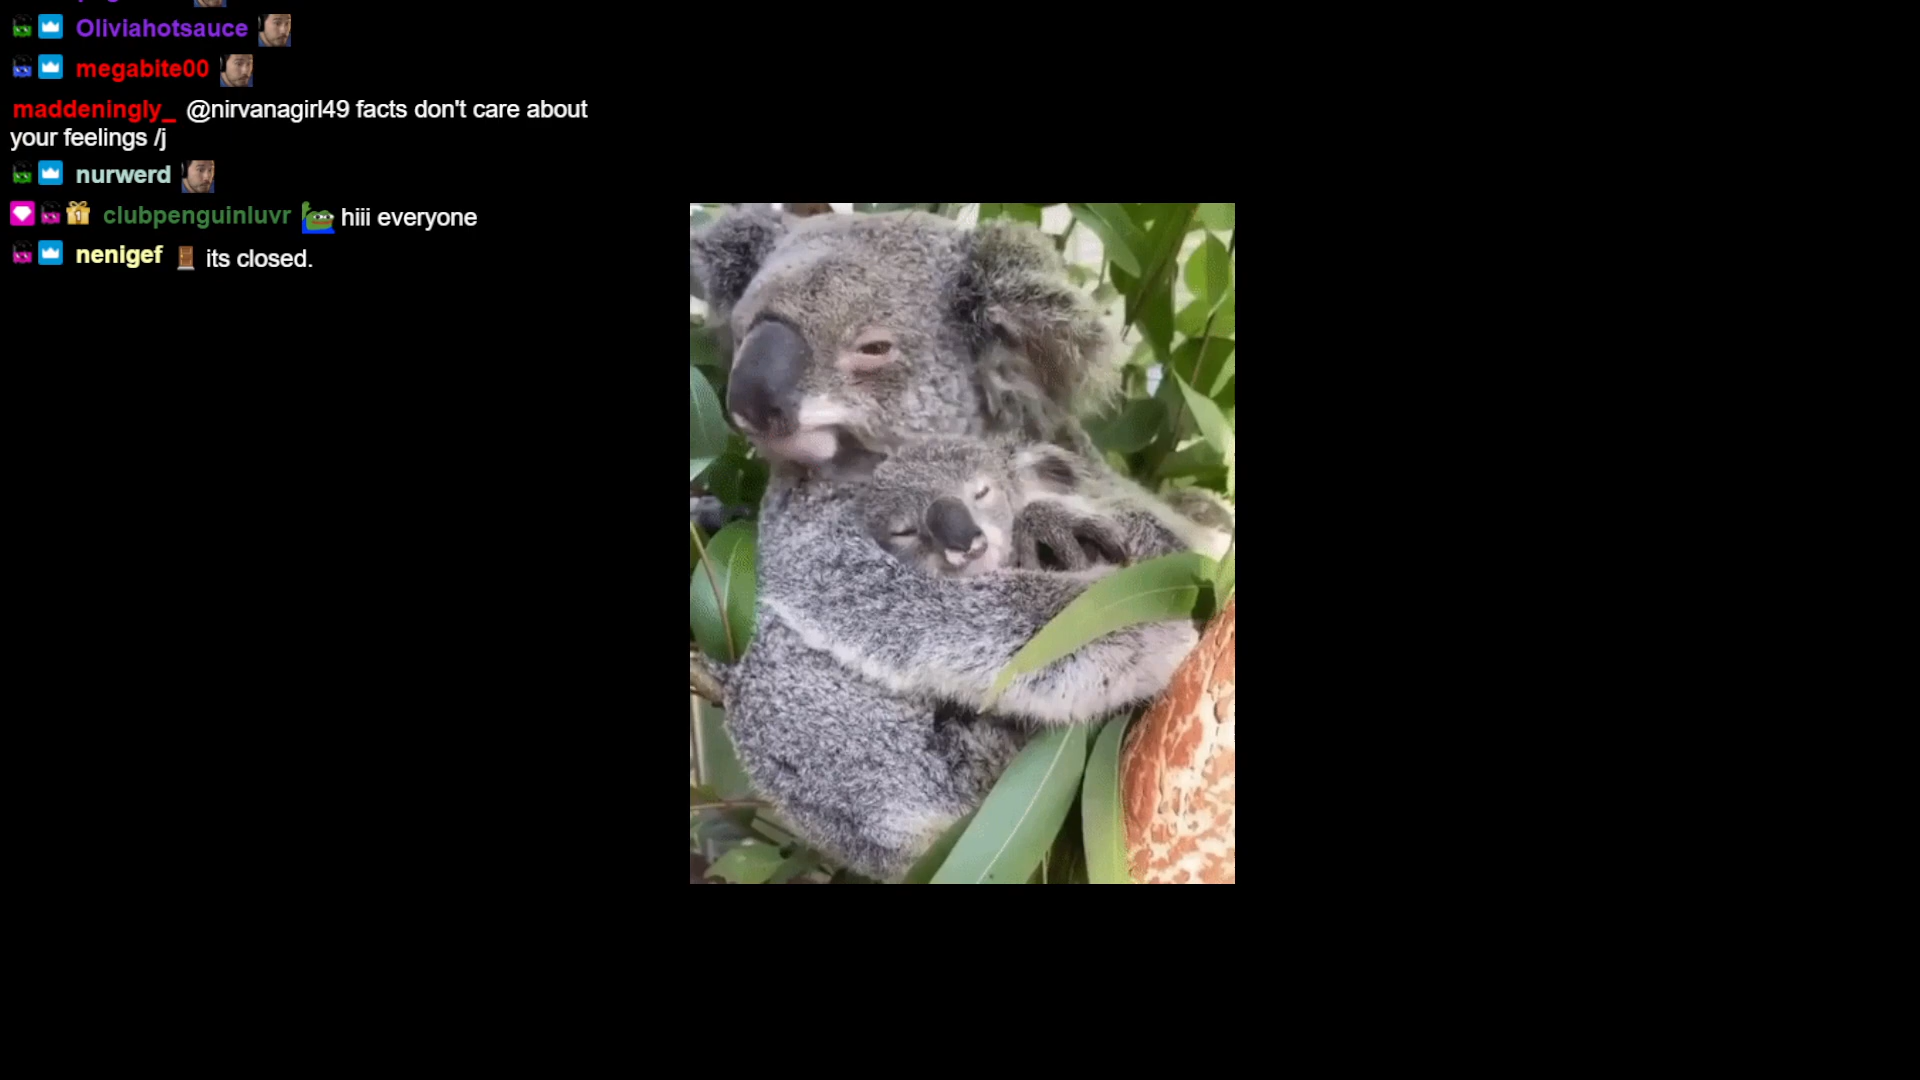 Oliviahotsauce
megabite00
maddeningly_ @nirvanagirl49 facts don't care about
your feelings /j
nurwerd
clubpenguinluvr hiii everyone
nenigef its closed.